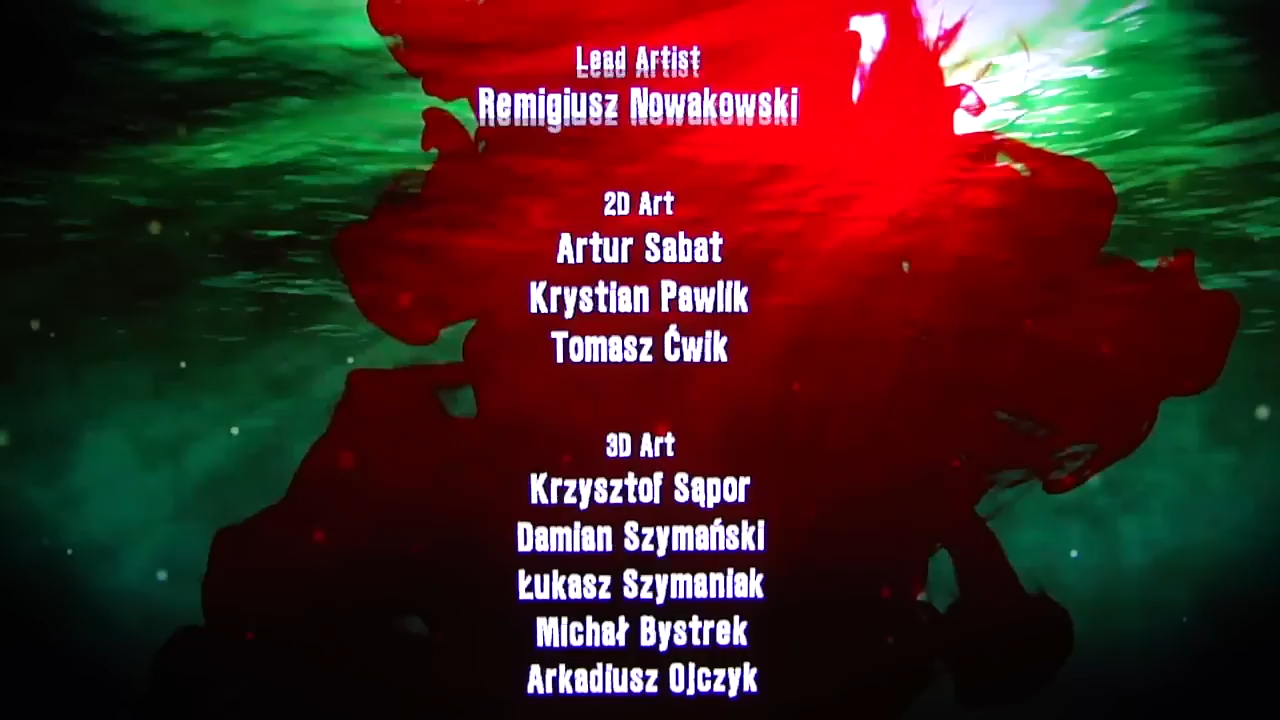 Lead Artist
Remigiusz Nowakowski
2D Art
Artur Sabat
Krystian Pawlik
Tomasz Ćwik
3D Art
Krzysztof Sąpor
Damian Szymański
Łukasz Szymaniak
Michał Bystrek
Arkadiusz Ojczyk